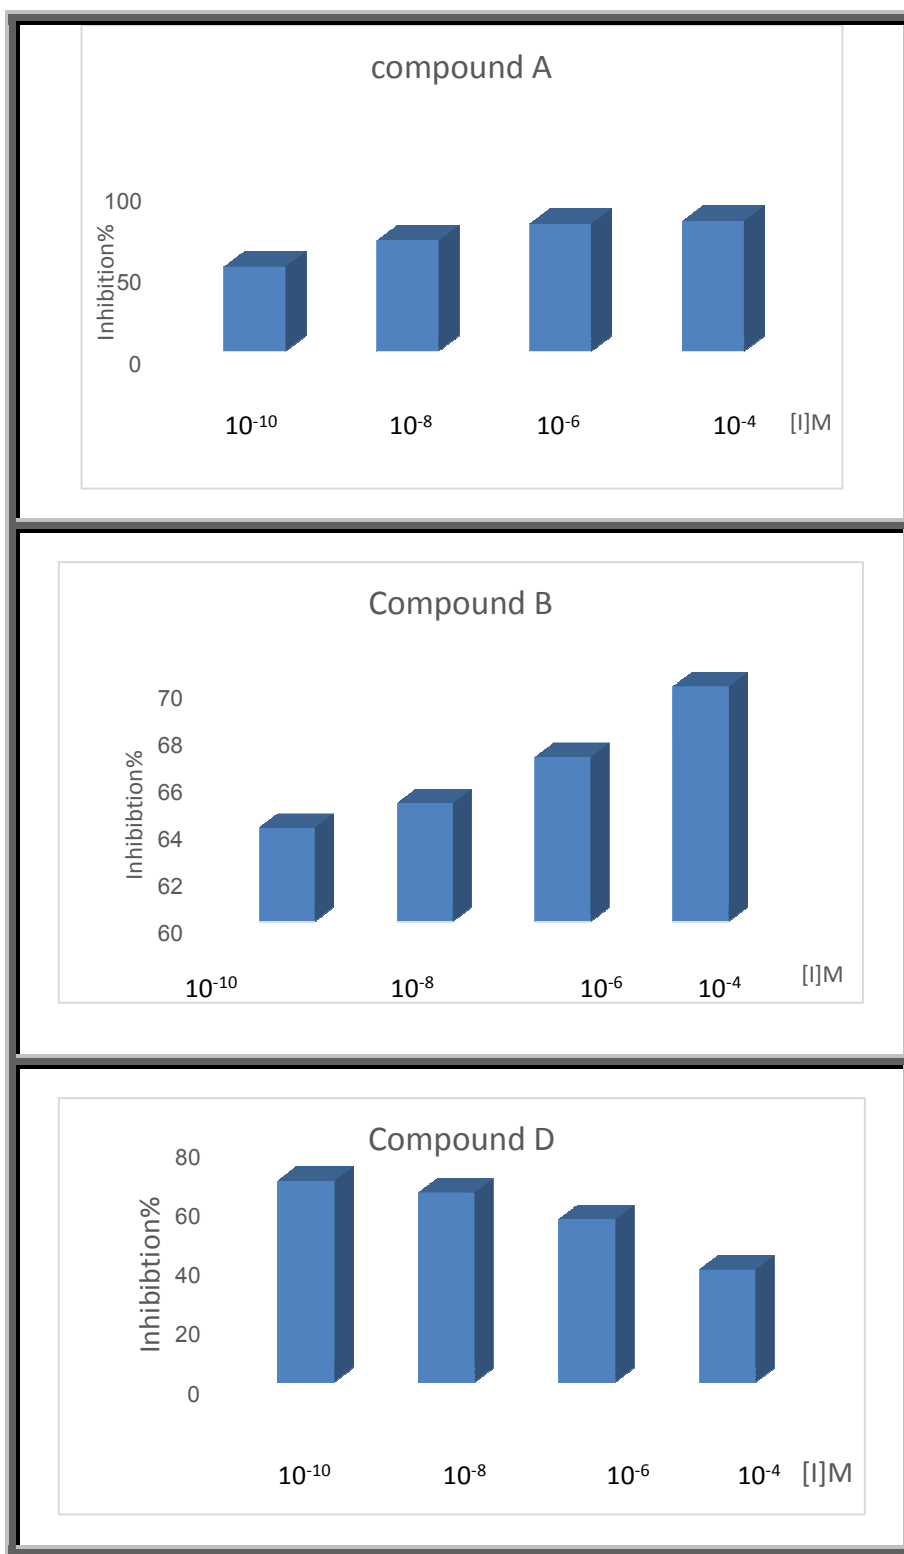 compound A
100
50
0
Inhibition%
10⁻¹⁰ 10⁻⁸ 10⁻⁶ 10⁻⁴ [I]M
Compound B
70
68
66
64
62
60
Inhibibtion%
10⁻¹⁰ 10⁻⁸ 10⁻⁶ 10⁻⁴ [I]M
Compound D
80
60
40
20
0
Inhibibtion%
10⁻¹⁰ 10⁻⁸ 10⁻⁶ 10⁻⁴ [I]M